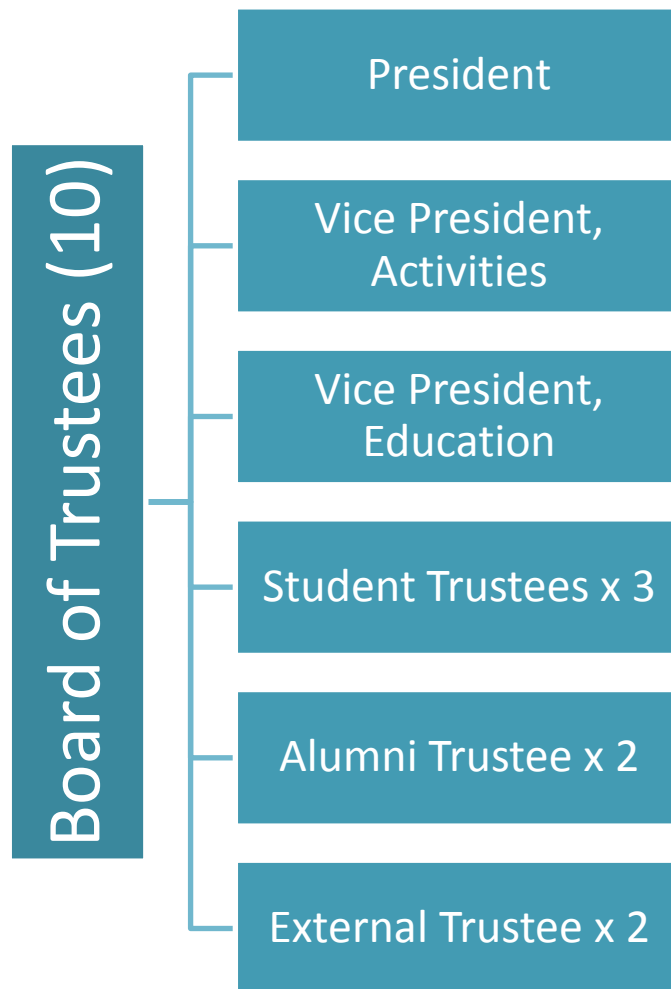 Board of Trustees (10)
President
Vice President,
Activities
Vice President,
Education
Student Trustees x 3
Alumni Trustee x 2
External Trustee x 2